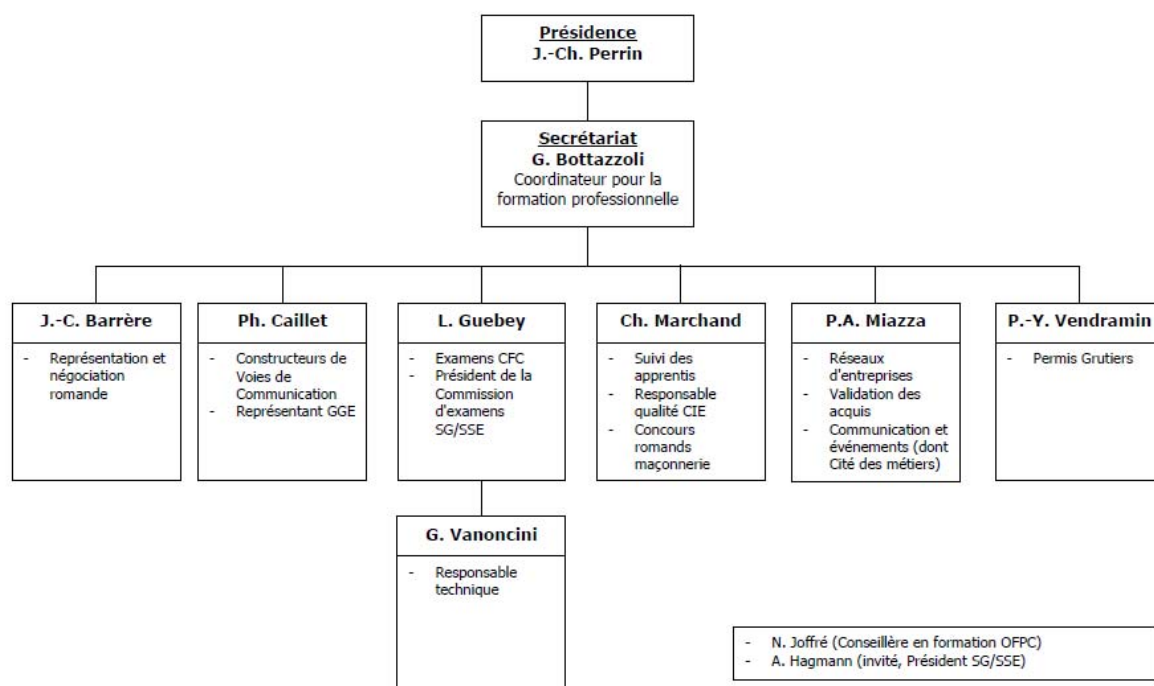 Présidence
J.-Ch. Perrin
Secrétariat
G. Bottazzoli
Coordinateur pour la
formation professionnelle
J.-C. Barrère
- Représentation et
négociation
romande
Ph. Caillet
- Constructeurs de
Voies de
Communication
- Représentant GGE
L. Guebey
- Examens CFC
- Président de la
Commission
d'examens
SG/SSE
Ch. Marchand
- Suivi des
apprentis
- Responsable
qualité CIE
- Concours
romands
maçonnerie
P.A. Miazza
- Réseaux
d'entreprises
- Validation des
acquis
- Communication et
événements (dont
Cité des métiers)
P.-Y. Vendramin
- Permis Grutiers
G. Vanoncini
- Responsable
technique
- N. Joffré (Conseillère en formation OFPC)
- A. Hagmann (invité, Président SG/SSE)